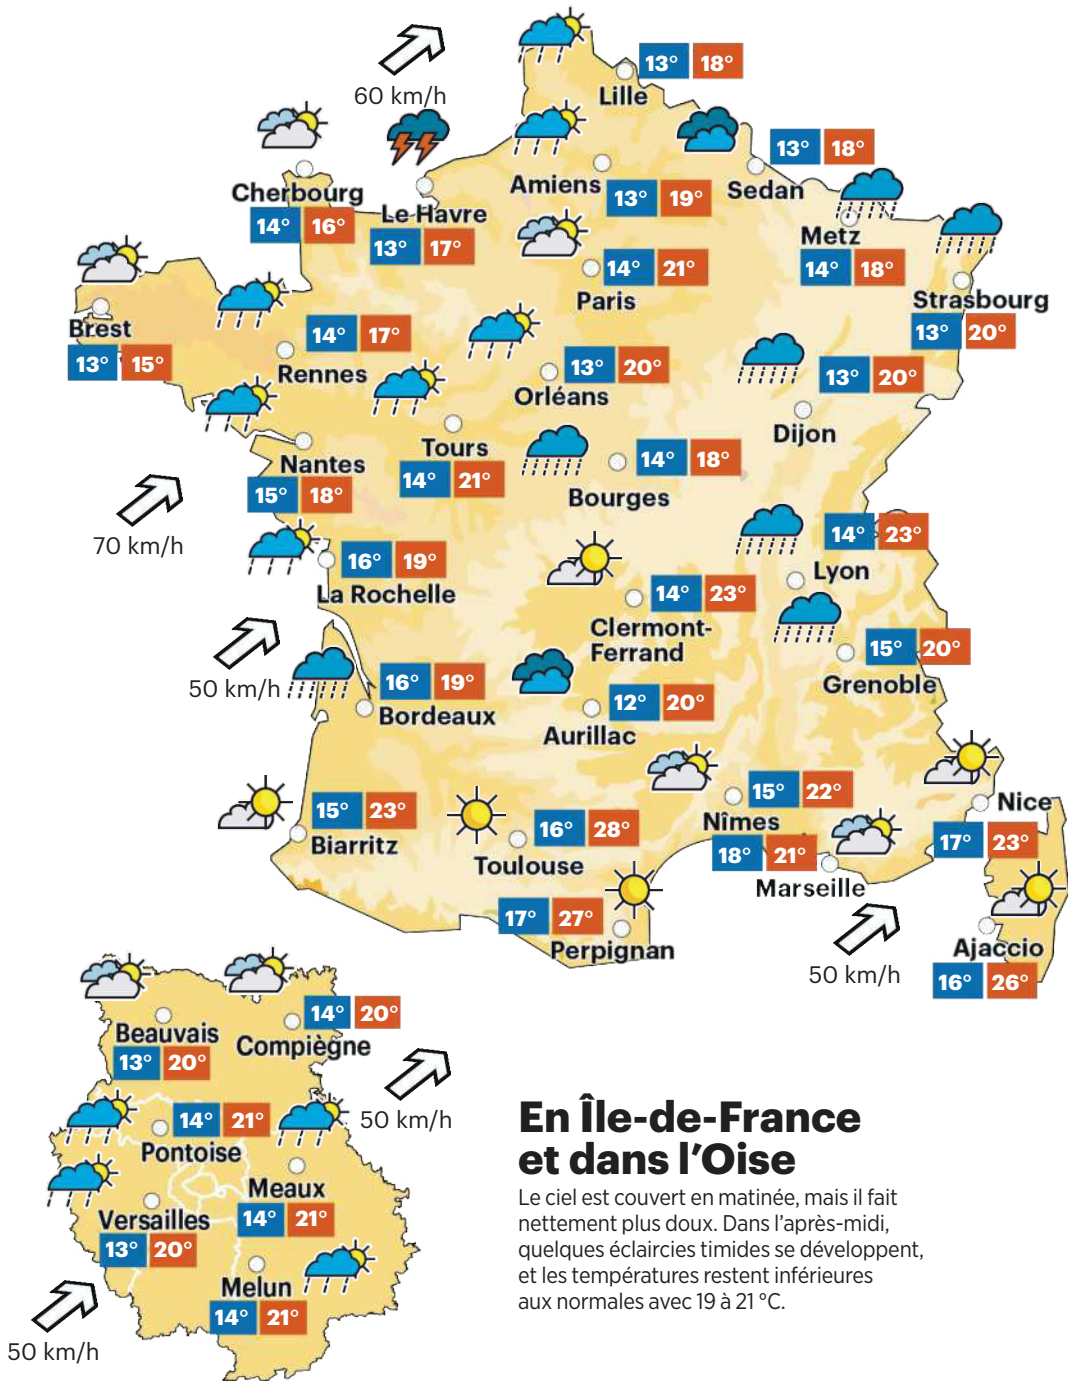 60 km/h
13° 18°
Lille
13° 18°
Sedan
Amiens
13° 19°
Cherbourg
14° 16°
Le Havre
13° 17°
Metz
14° 18°
14° 21°
Paris
Strasbourg
13° 20°
Brest
13° 15°
14° 17°
Rennes
13° 20°
Orléans
13° 20°
Dijon
Tours
14° 21°
Nantes
15° 18°
14° 18°
Bourges
70 km/h
14° 23°
Lyon
16° 19°
La Rochelle
14° 23°
Clermont-
Ferrand
15° 20°
Grenoble
50 km/h
16° 19°
Bordeaux
12° 20°
Aurillac
15° 23°
Biarritz
16° 28°
Toulouse
15° 22°
Nîmes
18° 21°
Marseille
Nice
17° 23°
17° 27°
Perpignan
50 km/h
Ajaccio
16° 26°
Beauvais
13° 20°
14° 20°
Compiègne
50 km/h
14° 21°
Pontoise
Meaux
14° 21°
Versailles
13° 20°
Melun
14° 21°
50 km/h
En Île-de-France
et dans l'Oise
Le ciel est couvert en matinée, mais il fait
nettement plus doux. Dans l'après-midi,
quelques éclaircies timides se développent,
et les températures restent inférieures
aux normales avec 19 à 21 °C.